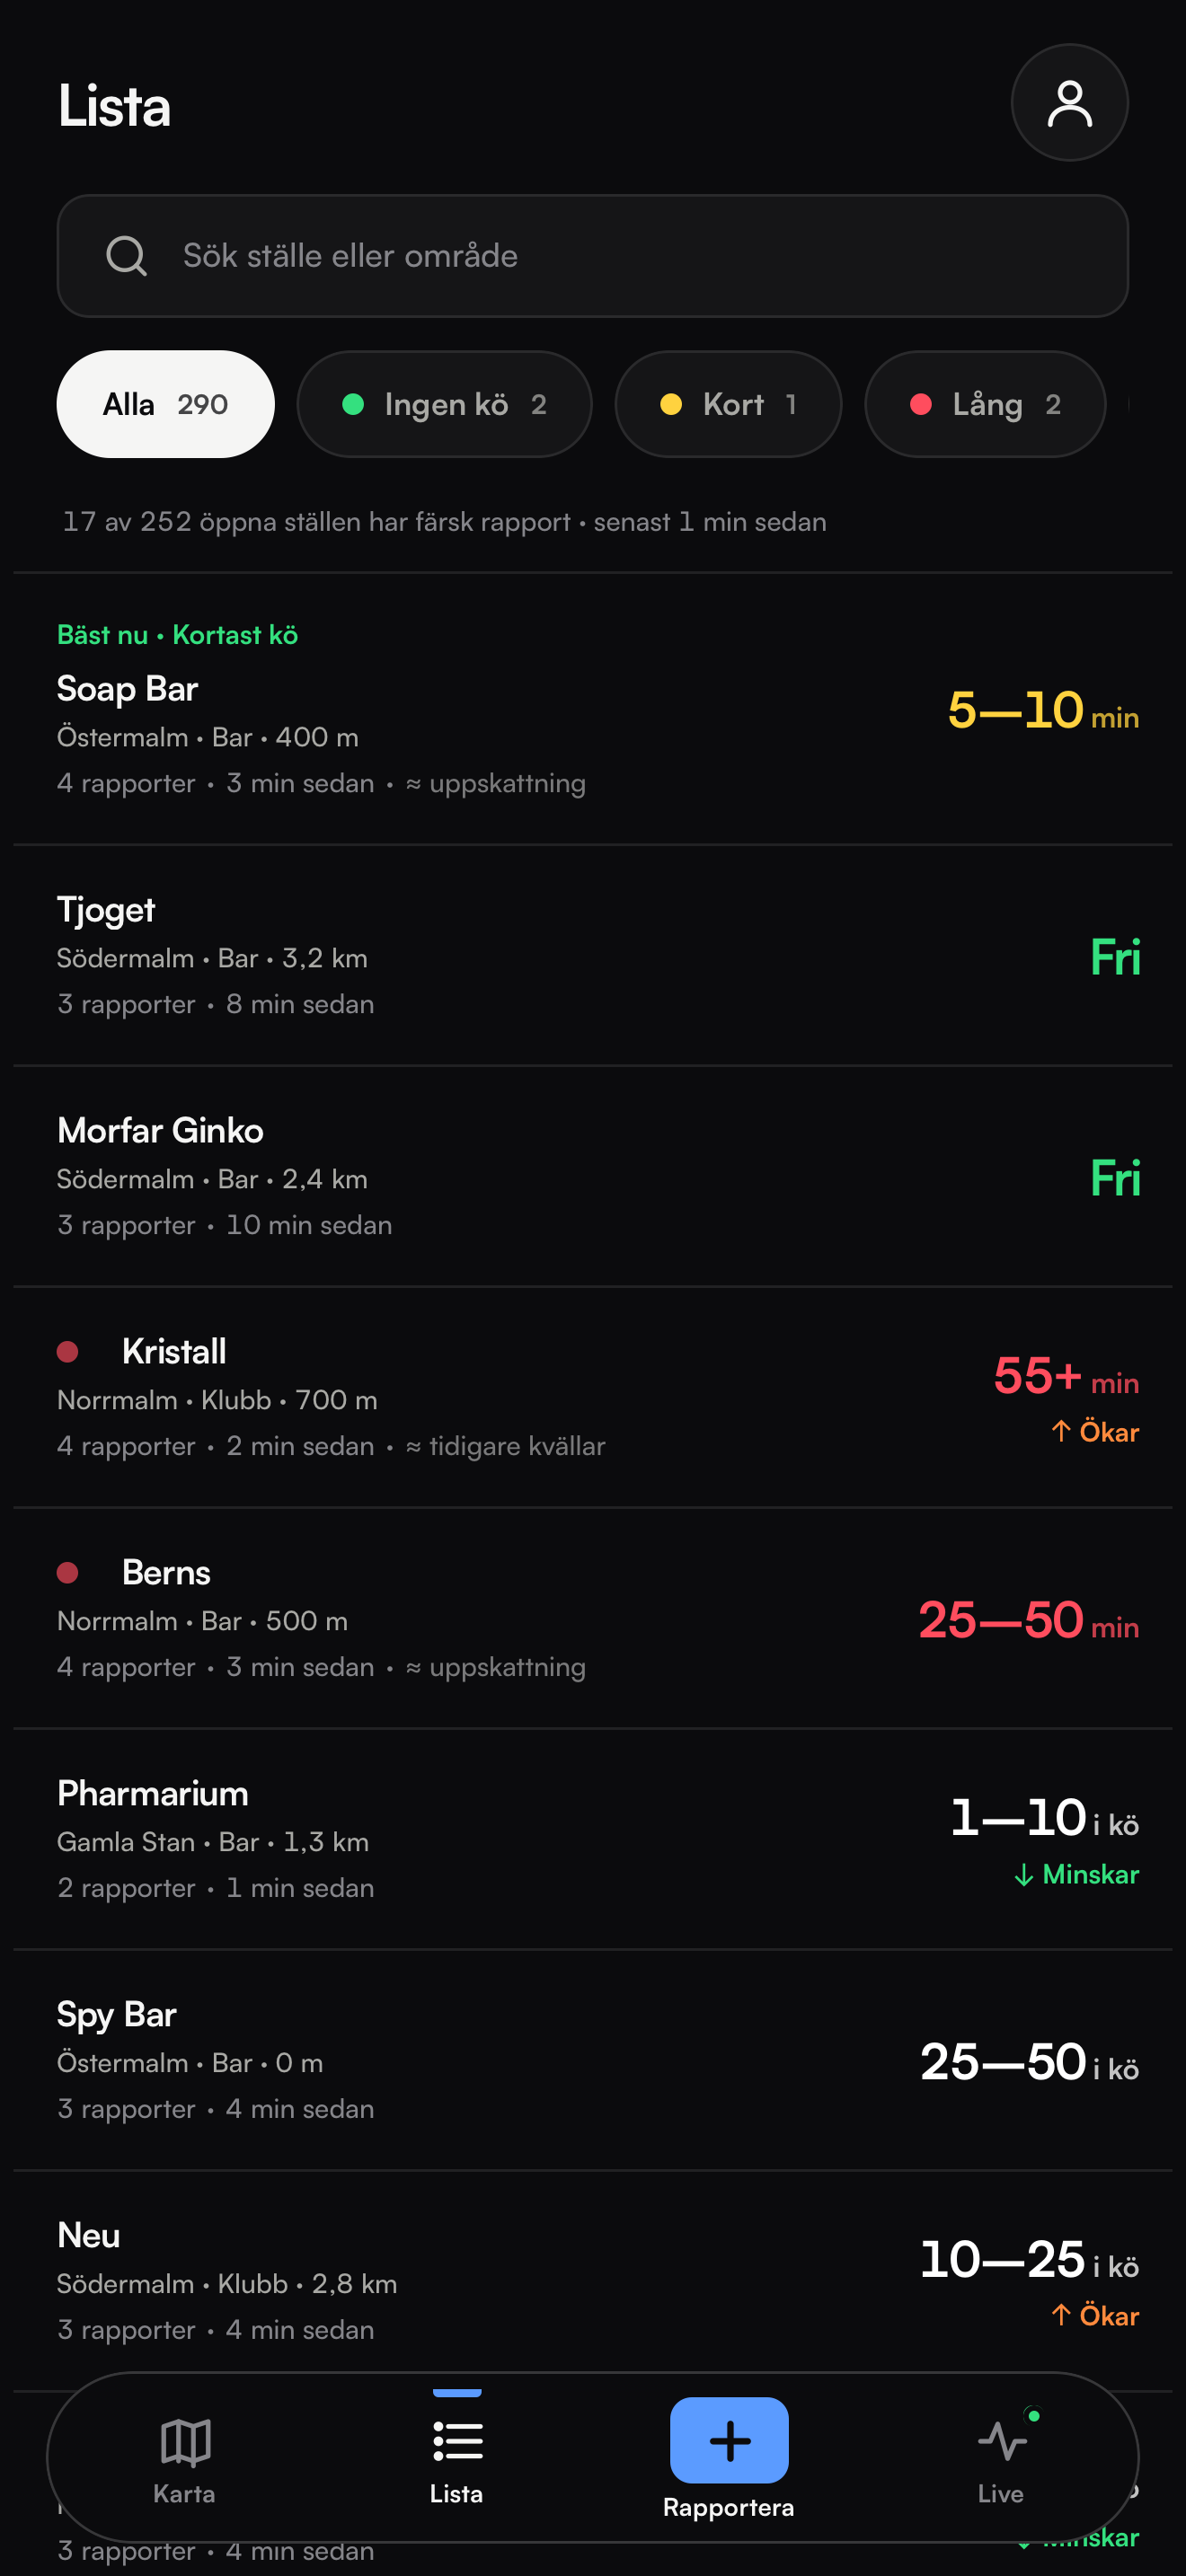 Lista
Sök ställe eller område
Alla 290 Ingen kö 2 Kort 1 Lång 2
17 av 252 öppna ställen har färsk rapport · senast 1 min sedan
Bäst nu · Kortast kö
Soap Bar
5—10 min
Östermalm · Bar · 400 m
4 rapporter · 3 min sedan · ≈ uppskattning
Tjoget
Södermalm · Bar · 3,2 km
Fri
3 rapporter · 8 min sedan
Morfar Ginko
Södermalm · Bar · 2,4 km
Fri
3 rapporter · 10 min sedan
Kristall
55+ min
Norrmalm · Klubb · 700 m
↑ Ökar
4 rapporter · 2 min sedan · ≈ tidigare kvällar
Berns
Norrmalm · Bar · 500 m
25—50 min
4 rapporter · 3 min sedan · ≈ uppskattning
Pharmarium
1—10 i kö
Gamla Stan · Bar · 1,3 km
↓ Minskar
2 rapporter · 1 min sedan
Spy Bar
Östermalm · Bar · 0 m
25—50 i kö
3 rapporter · 4 min sedan
Neu
10—25 i kö
Södermalm · Klubb · 2,8 km
↑ Ökar
3 rapporter · 4 min sedan
Karta Lista Rapportera Live
3 rapporter · 4 min sedan